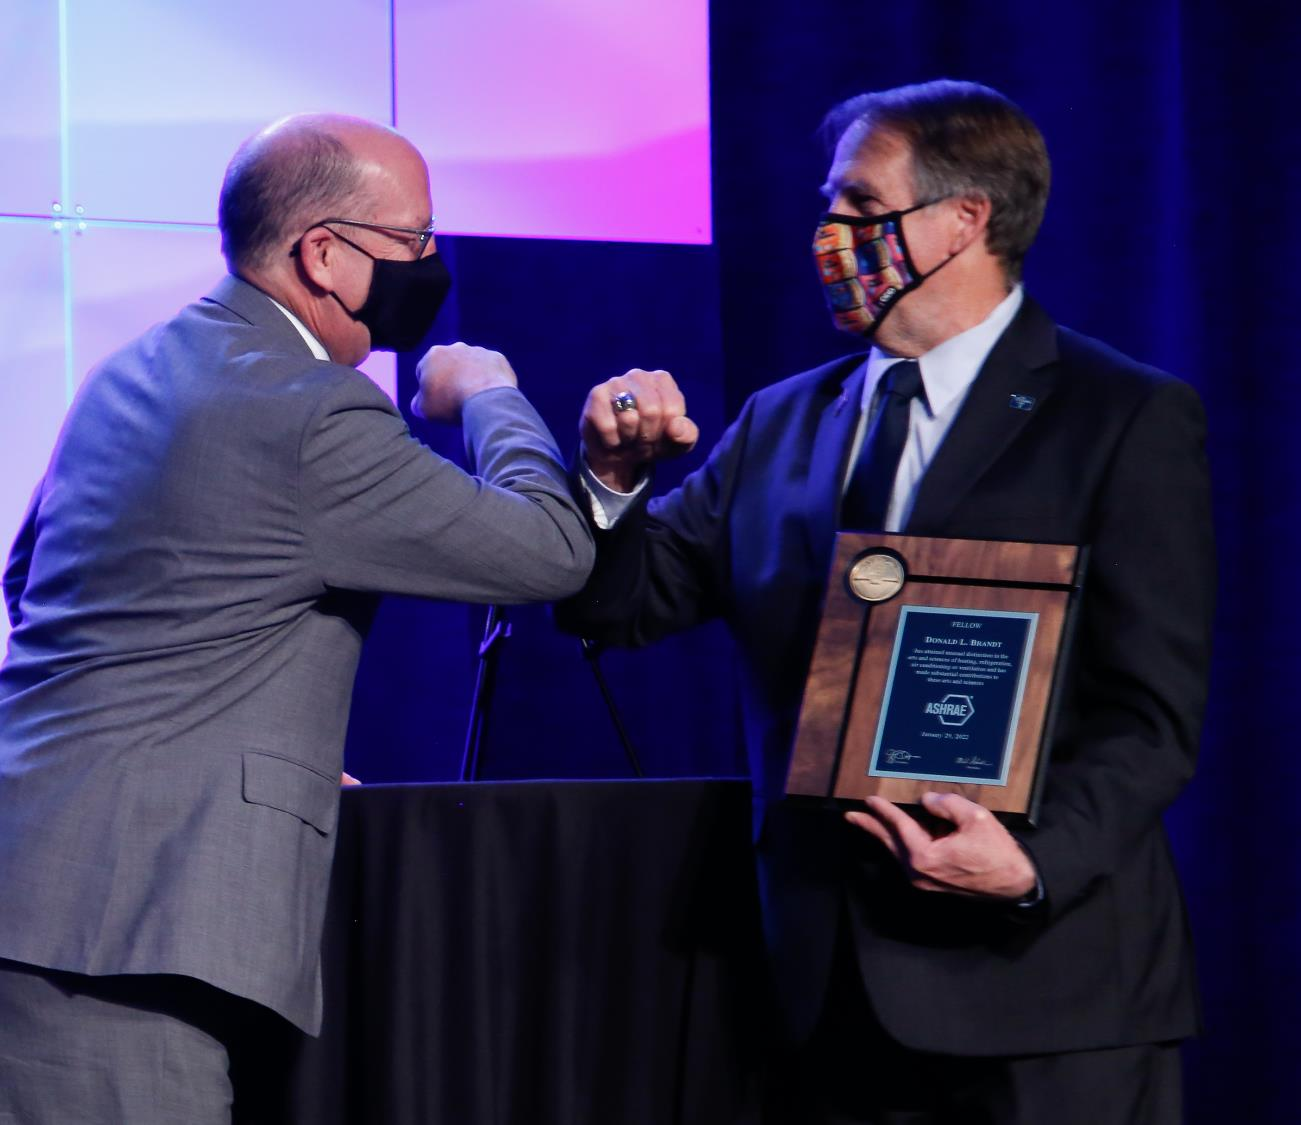 FELLOW
DONALD L. BRANDT
has attained unusual distinction in the
arts and sciences of heating, refrigeration,
air conditioning or ventilation and has
made substantial contributions to
these arts and sciences
ASHRAE
January 29, 2022